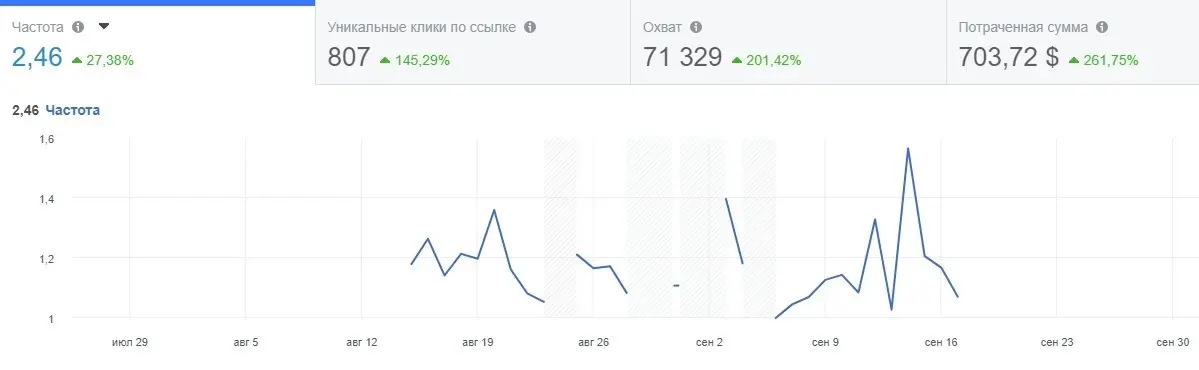 Частота
2,46 27,38%
Уникальные клики по ссылке
807 145,29%
Охват
71 329 201,42%
Потраченная сумма
703,72 $ 261,75%
2,46 Частота
1,6
1,4
1,2
1
июл 29 авг 5 авг 12 авг 19 авг 26 сен 2 сен 9 сен 16 сен 23 сен 30